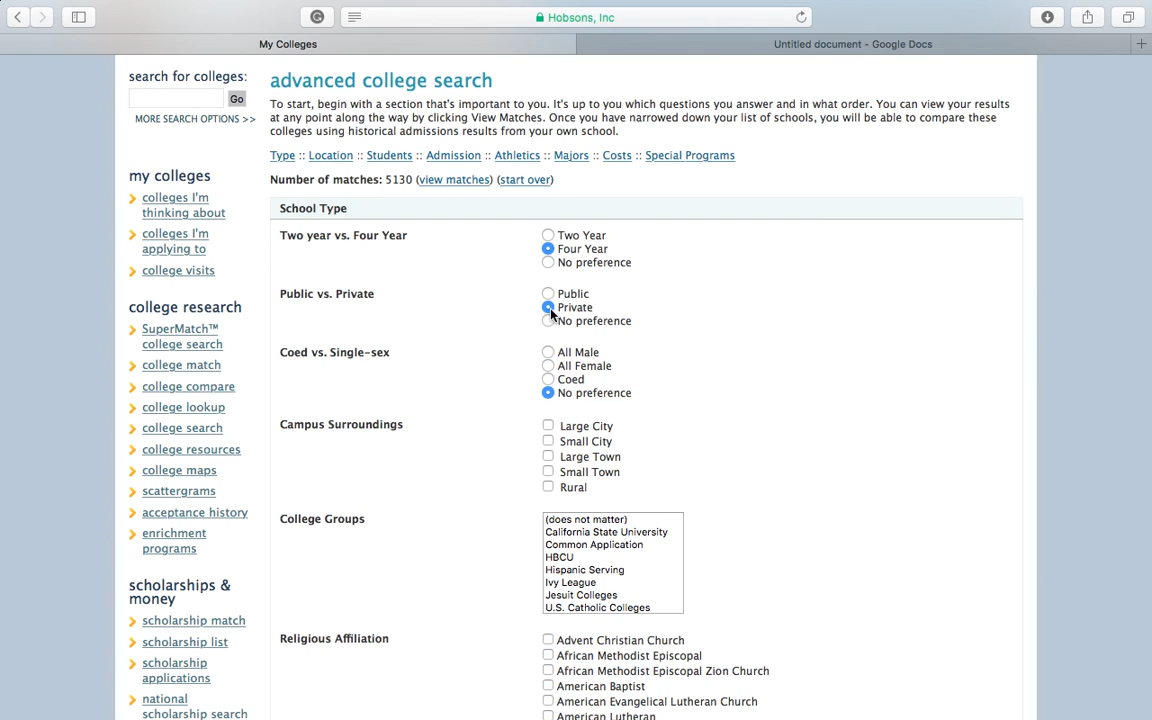 Hobsons, Inc
My Colleges
Untitled document - Google Docs
search for colleges:
Go
MORE SEARCH OPTIONS >>
my colleges
colleges I'm
thinking about
colleges I'm
applying to
college visits
college research
SuperMatch™
college search
college match
college compare
college lookup
college search
college resources
college maps
scattergrams
acceptance history
enrichment
programs
scholarships &
money
scholarship match
scholarship list
scholarship
applications
national
scholarship search
advanced college search
To start, begin with a section that's important to you. It's up to you which questions you answer and in what order. You can view your results
at any point along the way by clicking View Matches. Once you have narrowed down your list of schools, you will be able to compare these
colleges using historical admissions results from your own school.
Type :: Location :: Students :: Admission :: Athletics :: Majors :: Costs :: Special Programs
Number of matches: 5130 (view matches) (start over)
School Type
Two year vs. Four Year
Two Year
Four Year
No preference
Public vs. Private
Public
Private
No preference
Coed vs. Single-sex
All Male
All Female
Coed
No preference
Campus Surroundings
Large City
Small City
Large Town
Small Town
Rural
College Groups
(does not matter)
California State University
Common Application
HBCU
Hispanic Serving
Ivy League
Jesuit Colleges
U.S. Catholic Colleges
Religious Affiliation
Advent Christian Church
African Methodist Episcopal
African Methodist Episcopal Zion Church
American Baptist
American Evangelical Lutheran Church
American Lutheran